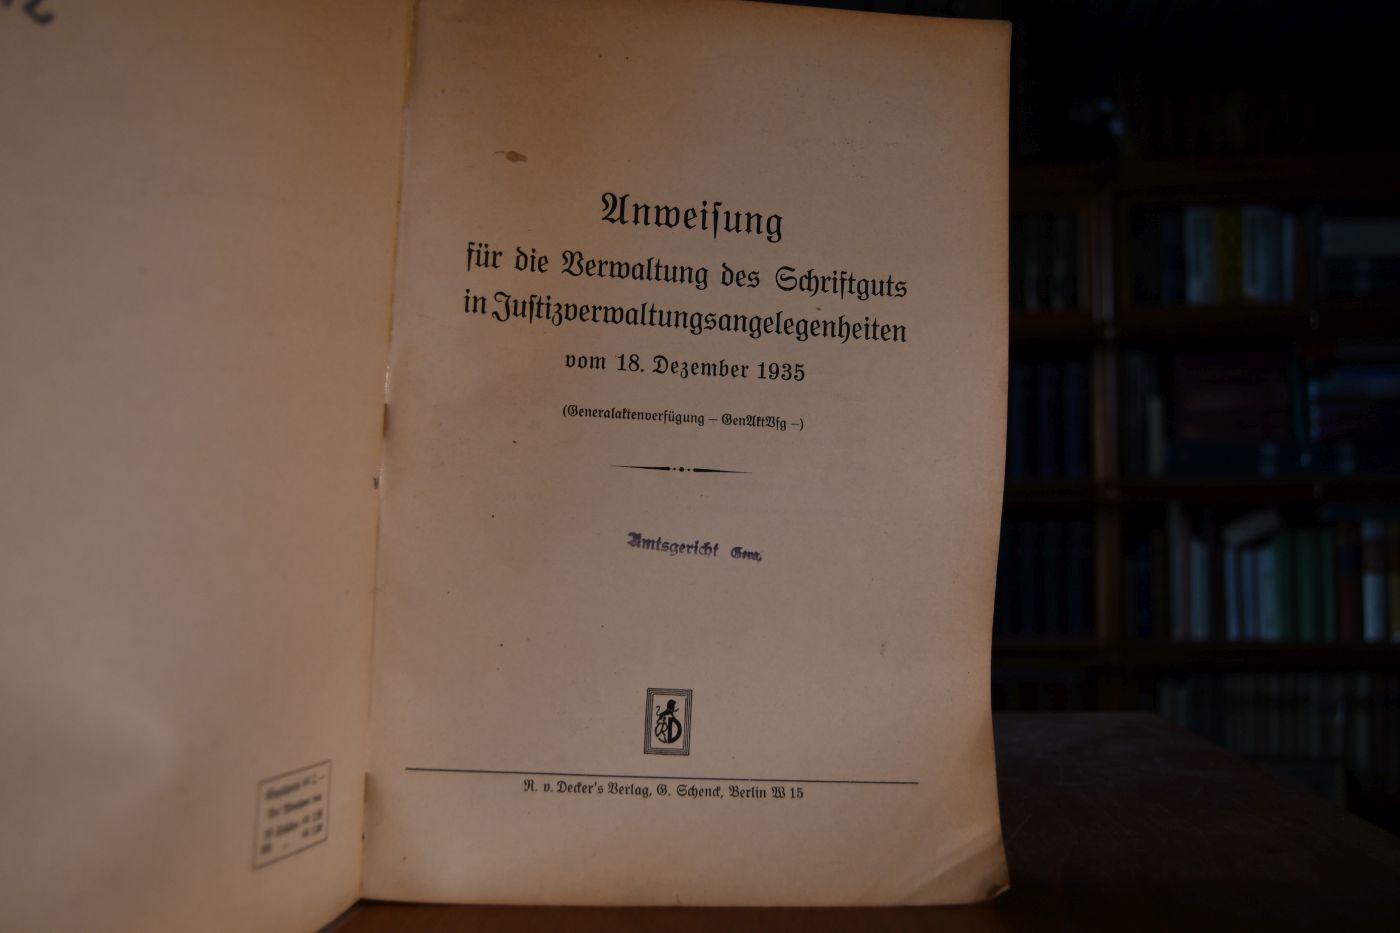 Anweisung
für die Verwaltung des Schriftguts
in Justizverwaltungsangelegenheiten
vom 18. Dezember 1935
(Generalaktenverfügung – GenAktVfg –)
Amtsgericht Gera.
D
R. v. Decker's Verlag, G. Schenck, Berlin W 15